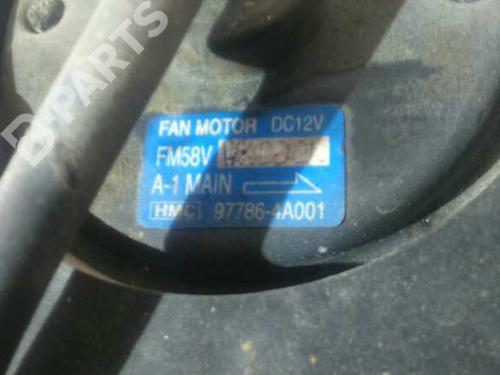 B-PARTS
FAN MOTOR DC12V
FM58V
A-1 MAIN
HMC 97786-4A001